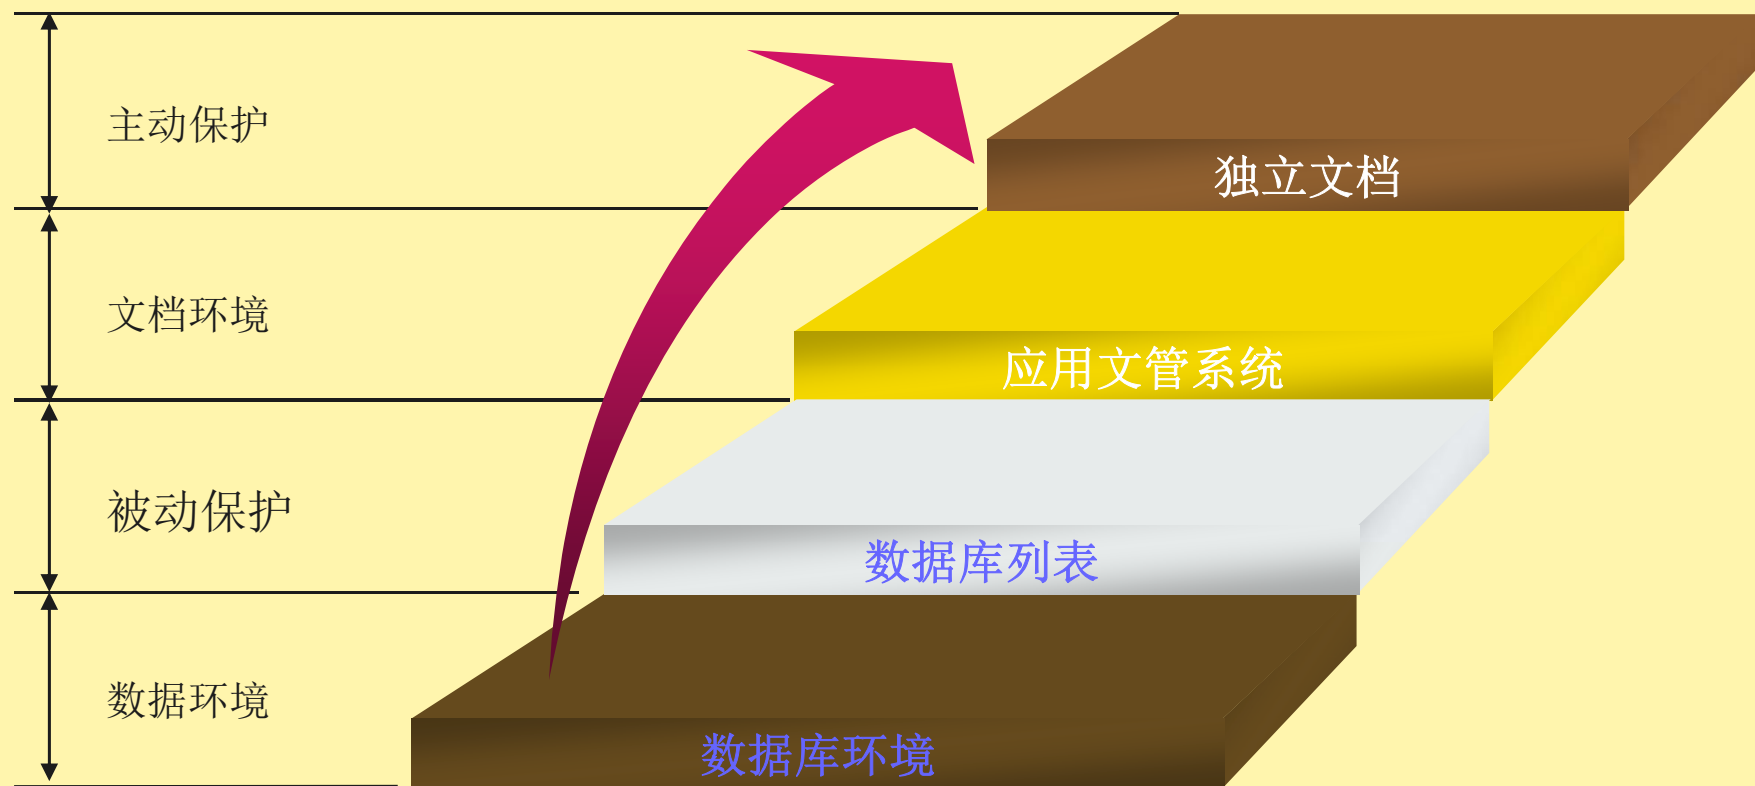 主动保护
独立文档
文档环境
应用文管系统
被动保护
数据库列表
数据环境
数据库环境